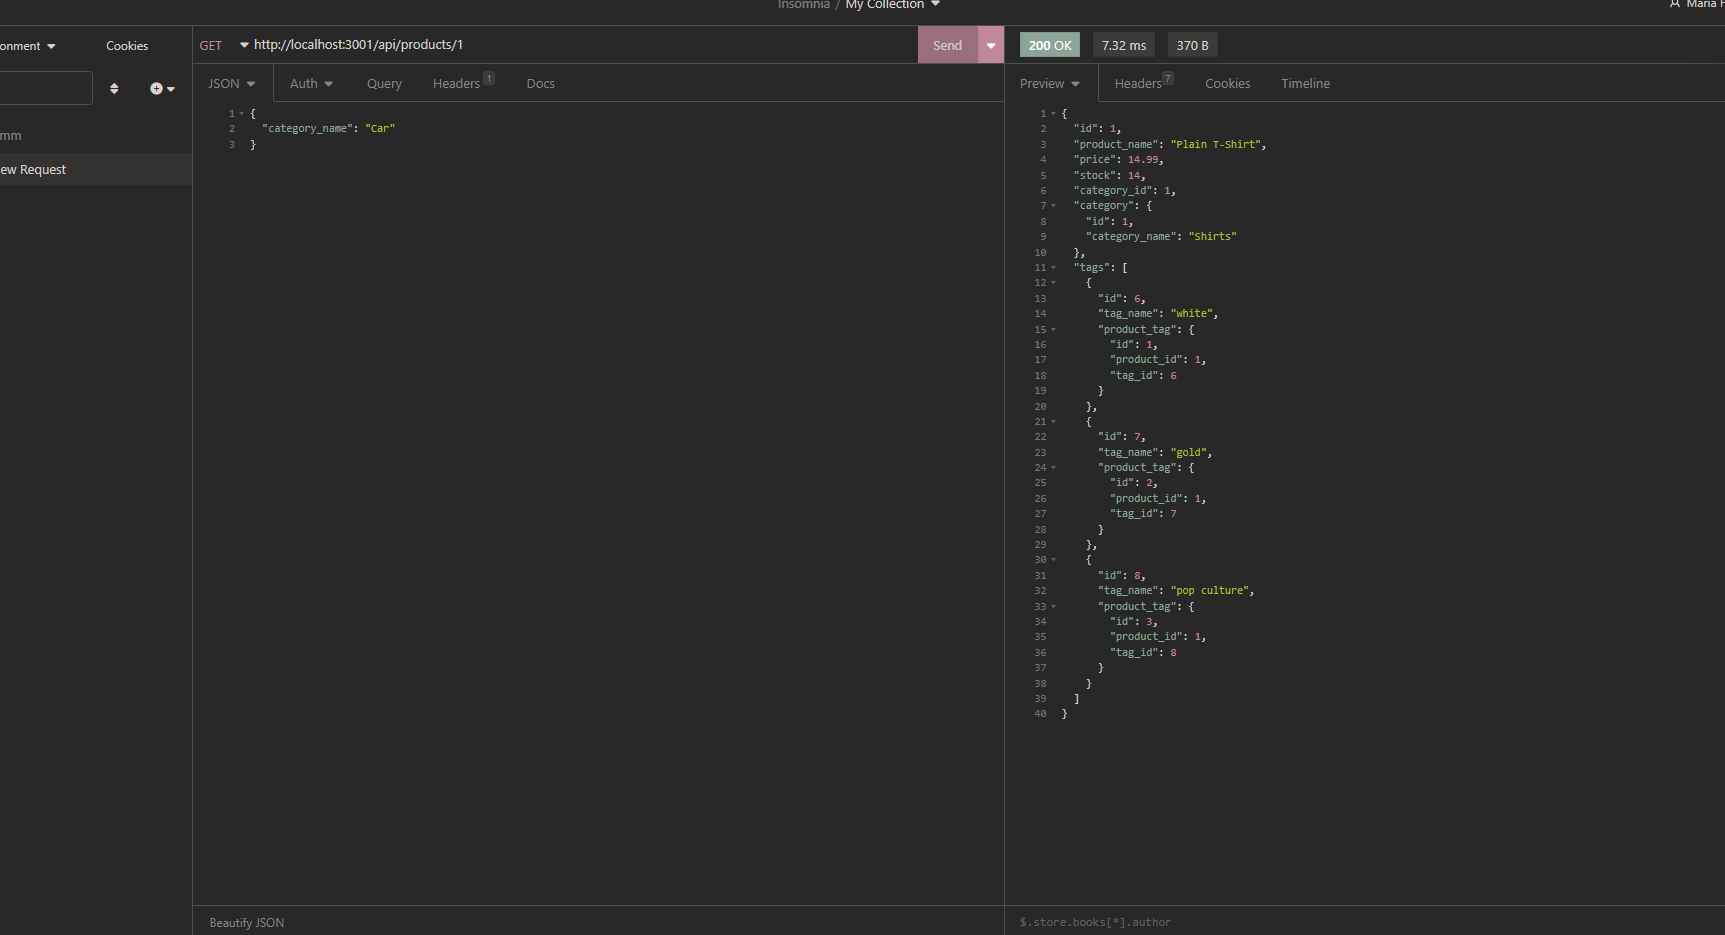 Insomnia / My Collection
Maria
onment
Cookies
GET http://localhost:3001/api/products/1
Send
200 OK
7.32 ms
370 B
JSON
Auth
Query
Headers 1
Docs
Preview
Headers 7
Cookies
Timeline
mm
ew Request
1 {
2 "category_name": "Car"
3 }
1 {
2 "id": 1,
3 "product_name": "Plain T-Shirt",
4 "price": 14.99,
5 "stock": 14,
6 "category_id": 1,
7 "category": {
8 "id": 1,
9 "category_name": "Shirts"
10 },
11 "tags": [
12 {
13 "id": 6,
14 "tag_name": "white",
15 "product_tag": {
16 "id": 1,
17 "product_id": 1,
18 "tag_id": 6
19 }
20 },
21 {
22 "id": 7,
23 "tag_name": "gold",
24 "product_tag": {
25 "id": 2,
26 "product_id": 1,
27 "tag_id": 7
28 }
29 },
30 {
31 "id": 8,
32 "tag_name": "pop culture",
33 "product_tag": {
34 "id": 3,
35 "product_id": 1,
36 "tag_id": 8
37 }
38 }
39 ]
40 }
Beautify JSON
$.store.books[*].author